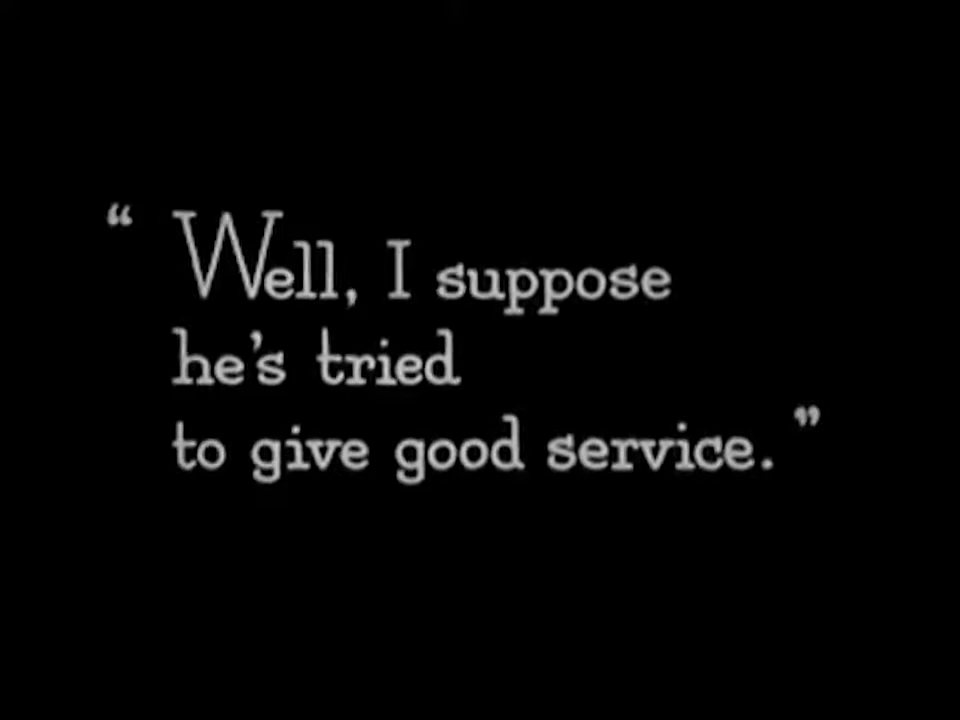 “Well, I suppose
he’s tried
to give good service.”